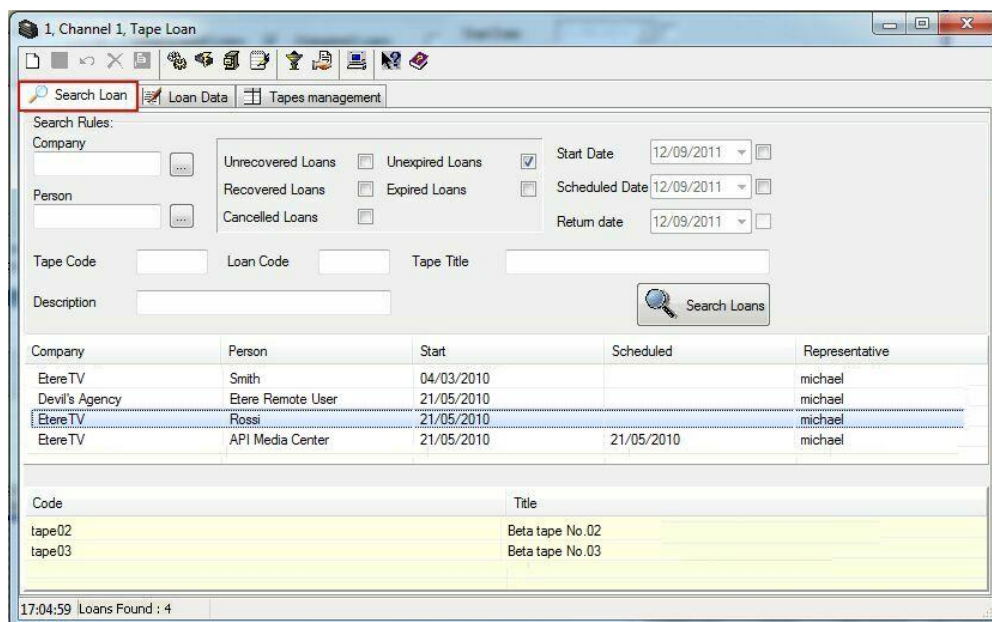 1, Channel 1, Tape Loan
Search Loan Loan Data Tapes management
Search Rules:
Company
Person
Unrecovered Loans Unexpired Loans
Recovered Loans Expired Loans
Cancelled Loans
Start Date 12/09/2011
Scheduled Date 12/09/2011
Return date 12/09/2011
Tape Code Loan Code Tape Title
Description Search Loans
Company Person Start Scheduled Representative
EtereTV Smith 04/03/2010 michael
Devil's Agency Etere Remote User 21/05/2010 michael
EtereTV Rossi 21/05/2010 michael
EtereTV API Media Center 21/05/2010 21/05/2010 michael
Code Title
tape02 Beta tape No.02
tape03 Beta tape No.03
17:04:59 Loans Found : 4